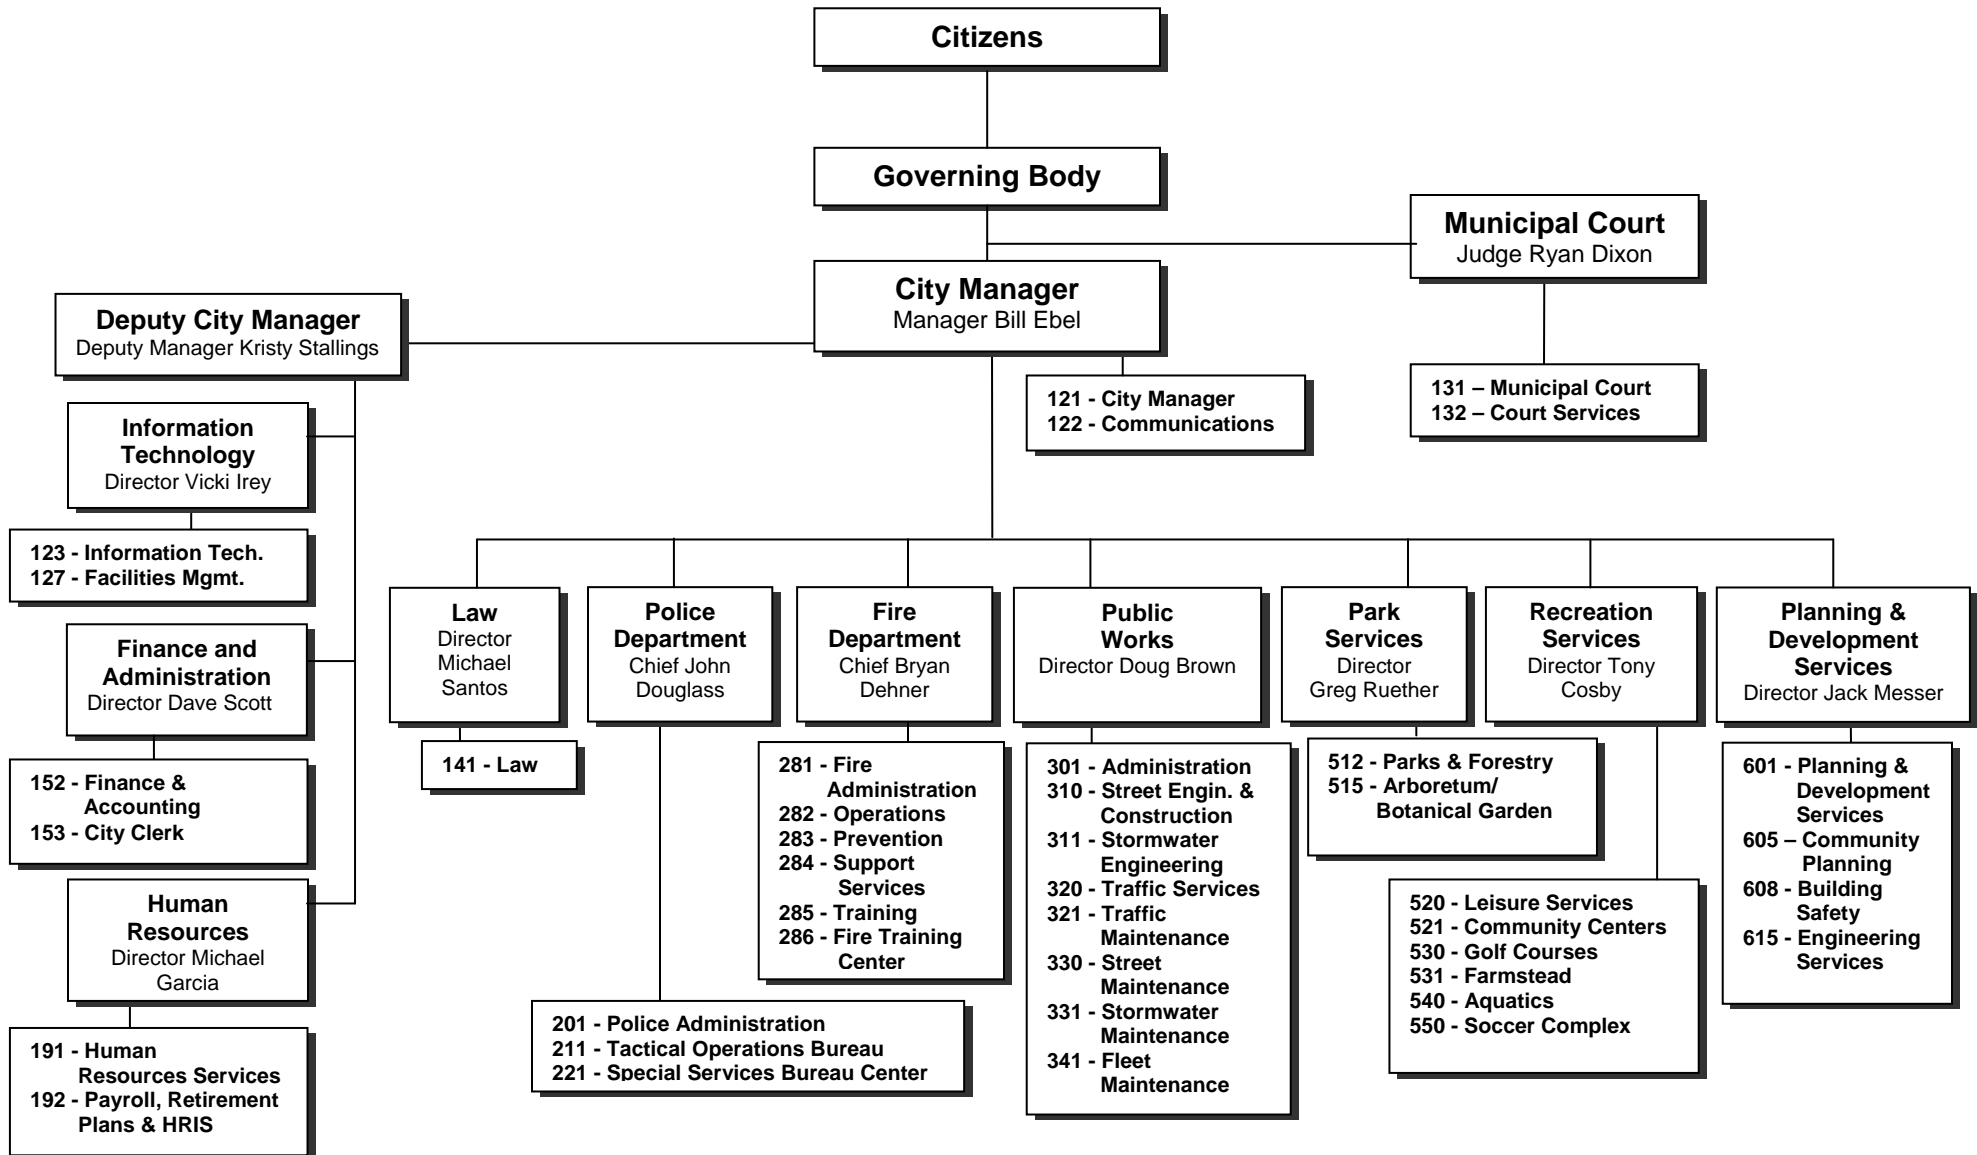 Citizens
Governing Body
Municipal Court
Judge Ryan Dixon
City Manager
Manager Bill Ebel
Deputy City Manager
Deputy Manager Kristy Stallings
121 - City Manager
122 - Communications
131 – Municipal Court
132 – Court Services
Information
Technology
Director Vicki Irey
123 - Information Tech.
127 - Facilities Mgmt.
Finance and
Administration
Director Dave Scott
152 - Finance &
Accounting
153 - City Clerk
Human
Resources
Director Michael
Garcia
191 - Human
Resources Services
192 - Payroll, Retirement
Plans & HRIS
Law
Director
Michael
Santos
141 - Law
Police
Department
Chief John
Douglass
201 - Police Administration
211 - Tactical Operations Bureau
221 - Special Services Bureau Center
Fire
Department
Chief Bryan
Dehner
281 - Fire
Administration
282 - Operations
283 - Prevention
284 - Support
Services
285 - Training
286 - Fire Training
Center
Public
Works
Director Doug Brown
301 - Administration
310 - Street Engin. &
Construction
311 - Stormwater
Engineering
320 - Traffic Services
321 - Traffic
Maintenance
330 - Street
Maintenance
331 - Stormwater
Maintenance
341 - Fleet
Maintenance
Park
Services
Director
Greg Ruether
512 - Parks & Forestry
515 - Arboretum/
Botanical Garden
Recreation
Services
Director Tony
Cosby
520 - Leisure Services
521 - Community Centers
530 - Golf Courses
531 - Farmstead
540 - Aquatics
550 - Soccer Complex
Planning &
Development
Services
Director Jack Messer
601 - Planning &
Development
Services
605 – Community
Planning
608 - Building
Safety
615 - Engineering
Services